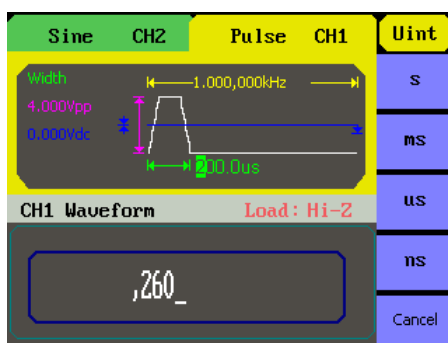 Sine CH2 Pulse CH1 Uint
Width 1.000,000kHz s
4.000Vpp
0.000Vdc ms
200.0us
CH1 Waveform Load: Hi-Z us
ns
,260_
Cancel